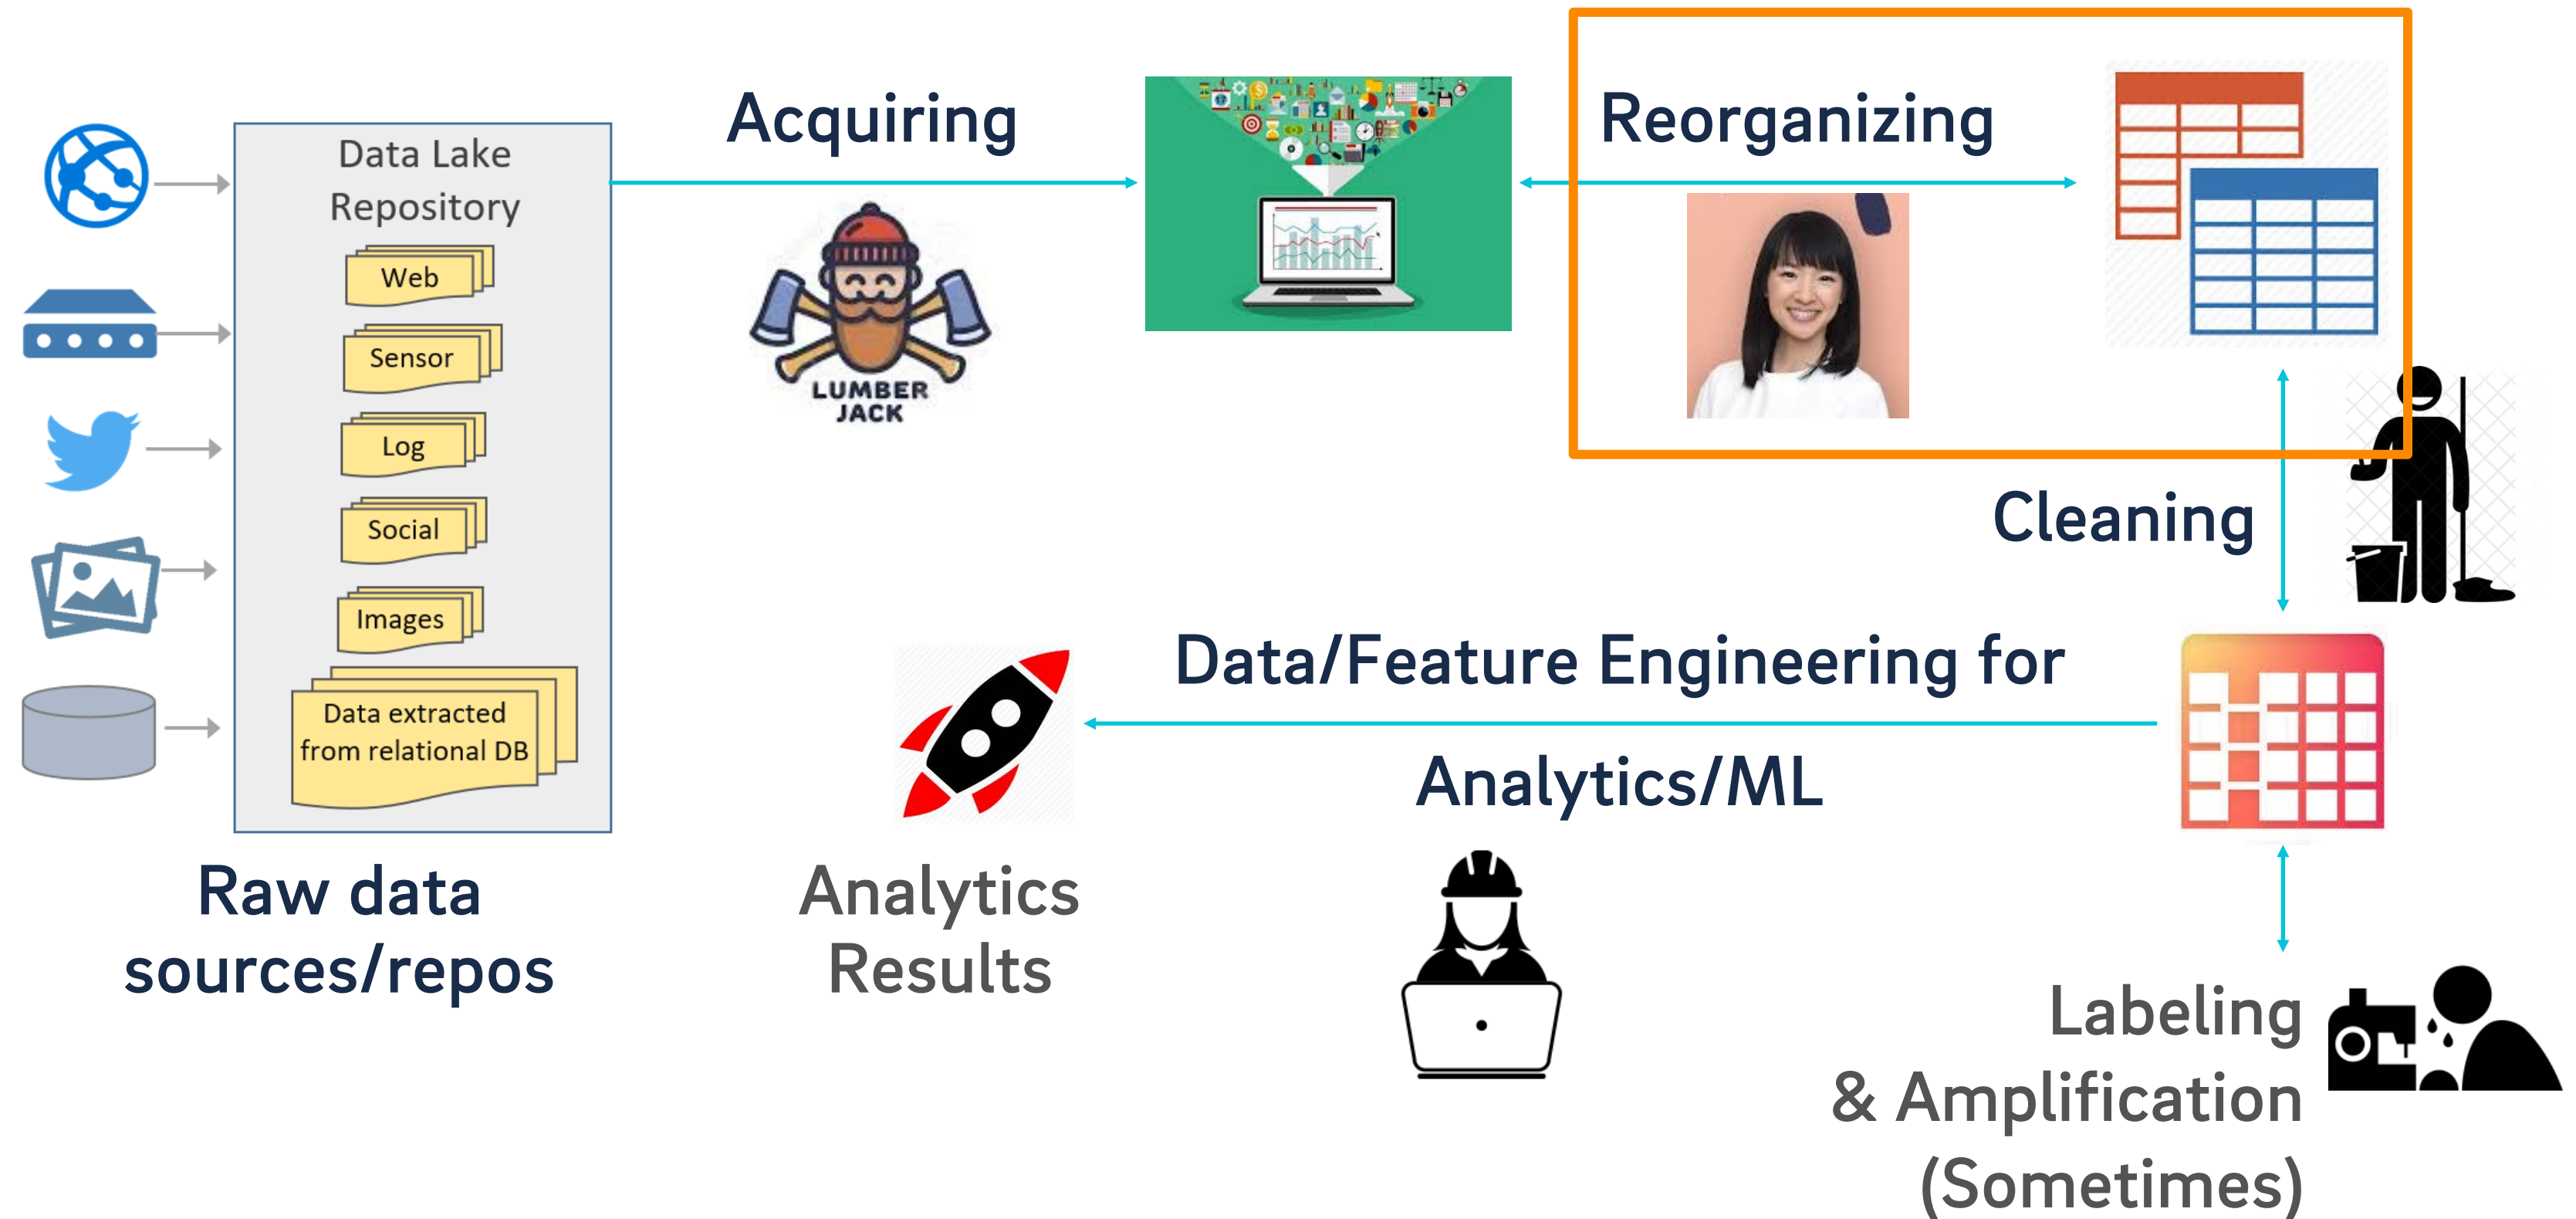 Data Lake
Repository
Web
Sensor
Log
Social
Images
Data extracted
from relational DB
Raw data
sources/repos
Acquiring
LUMBER
JACK
Reorganizing
Cleaning
Data/Feature Engineering for
Analytics/ML
Analytics
Results
Labeling
& Amplification
(Sometimes)